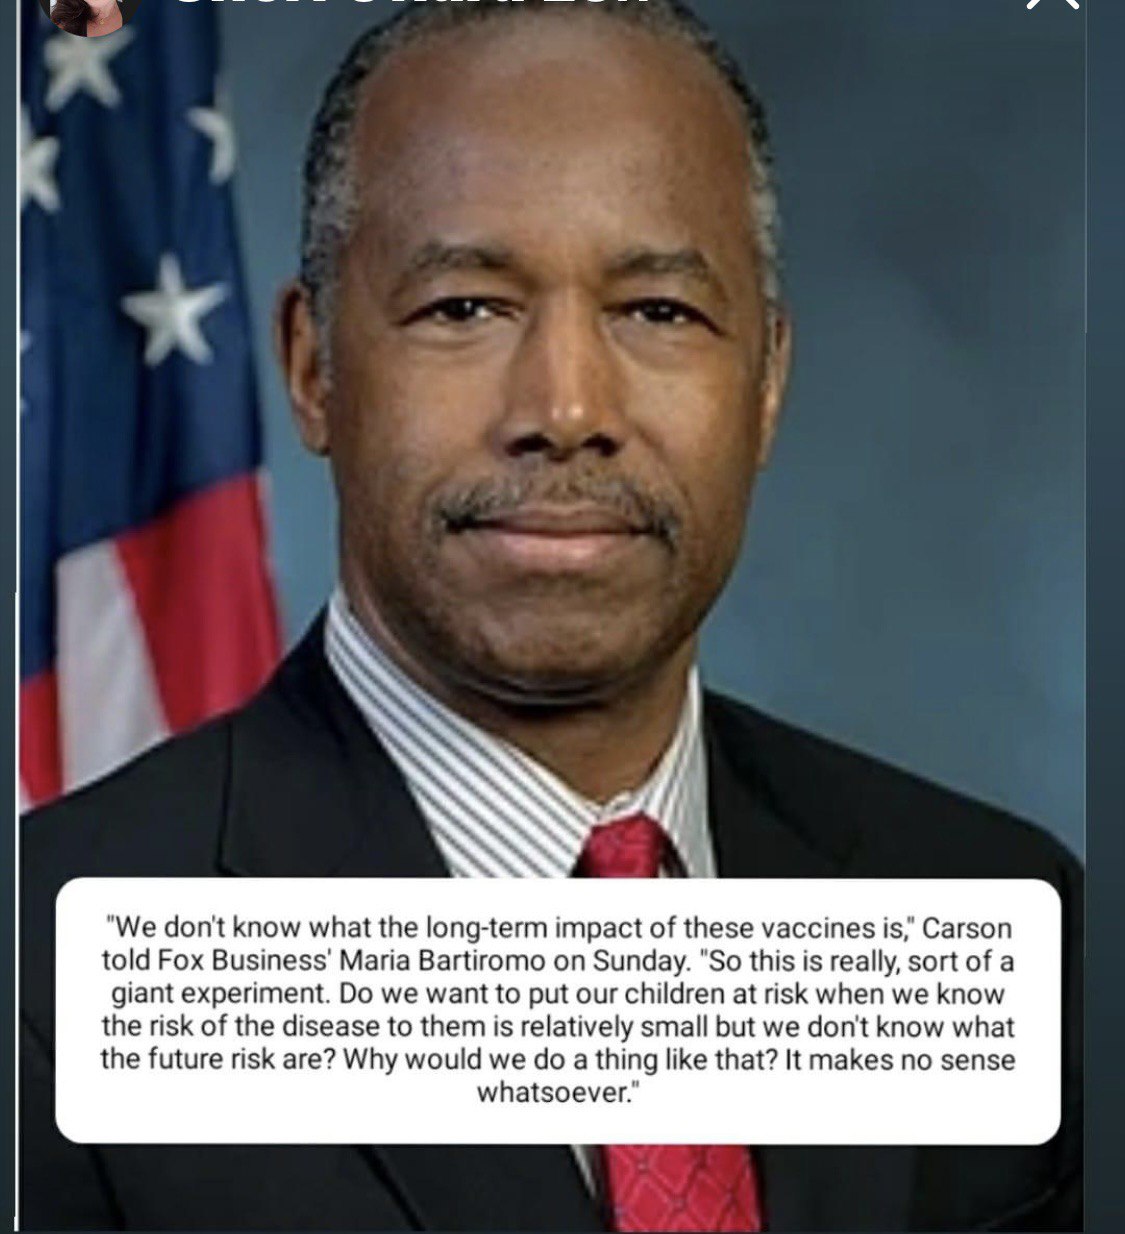 "We don't know what the long-term impact of these vaccines is," Carson
told Fox Business' Maria Bartiromo on Sunday. "So this is really, sort of a
giant experiment. Do we want to put our children at risk when we know
the risk of the disease to them is relatively small but we don't know what
the future risk are? Why would we do a thing like that? It makes no sense
whatsoever."